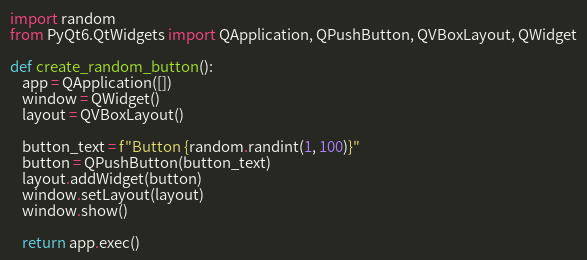 import random
from PyQt6.QtWidgets import QApplication, QPushButton, QVBoxLayout, QWidget

def create_random_button():
    app = QApplication([])
    window = QWidget()
    layout = QVBoxLayout()

    button_text = f"Button {random.randint(1, 100)}"
    button = QPushButton(button_text)
    layout.addWidget(button)
    window.setLayout(layout)
    window.show()

    return app.exec()